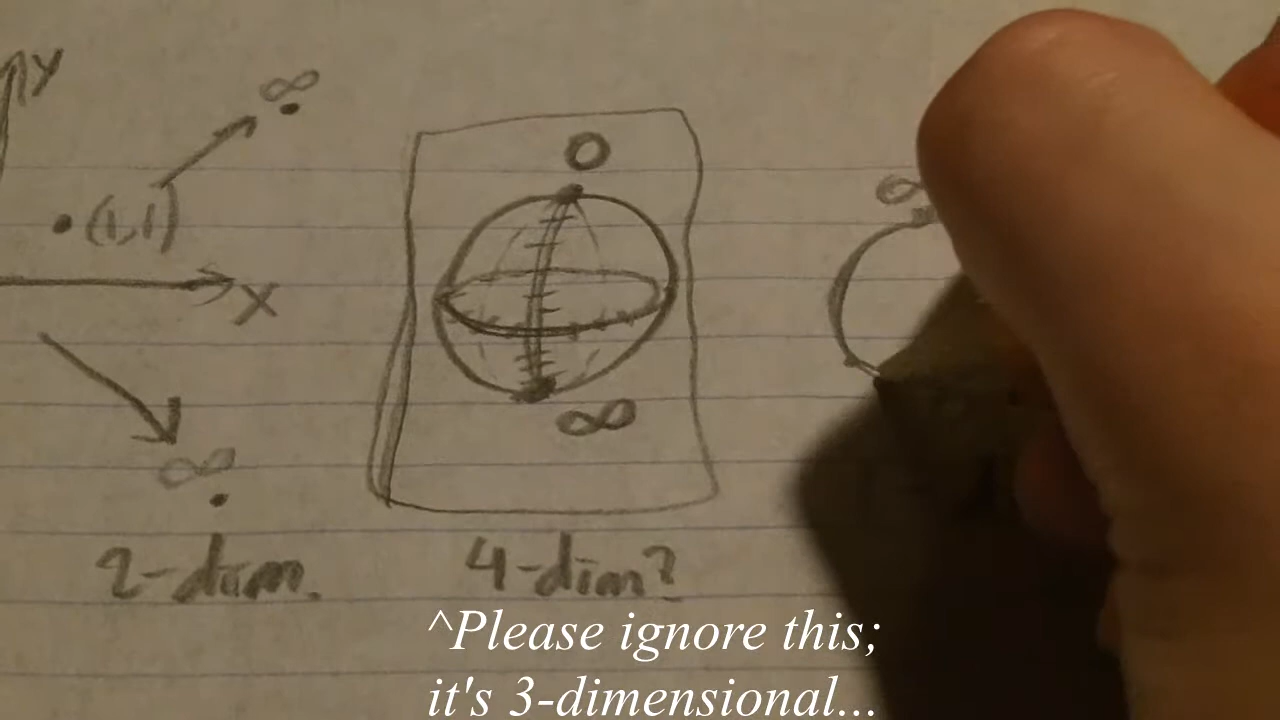 y
∞
(1,1)
x
∞
2-dim.
0
∞
4-dim?
∞
^Please ignore this;
it's 3-dimensional...